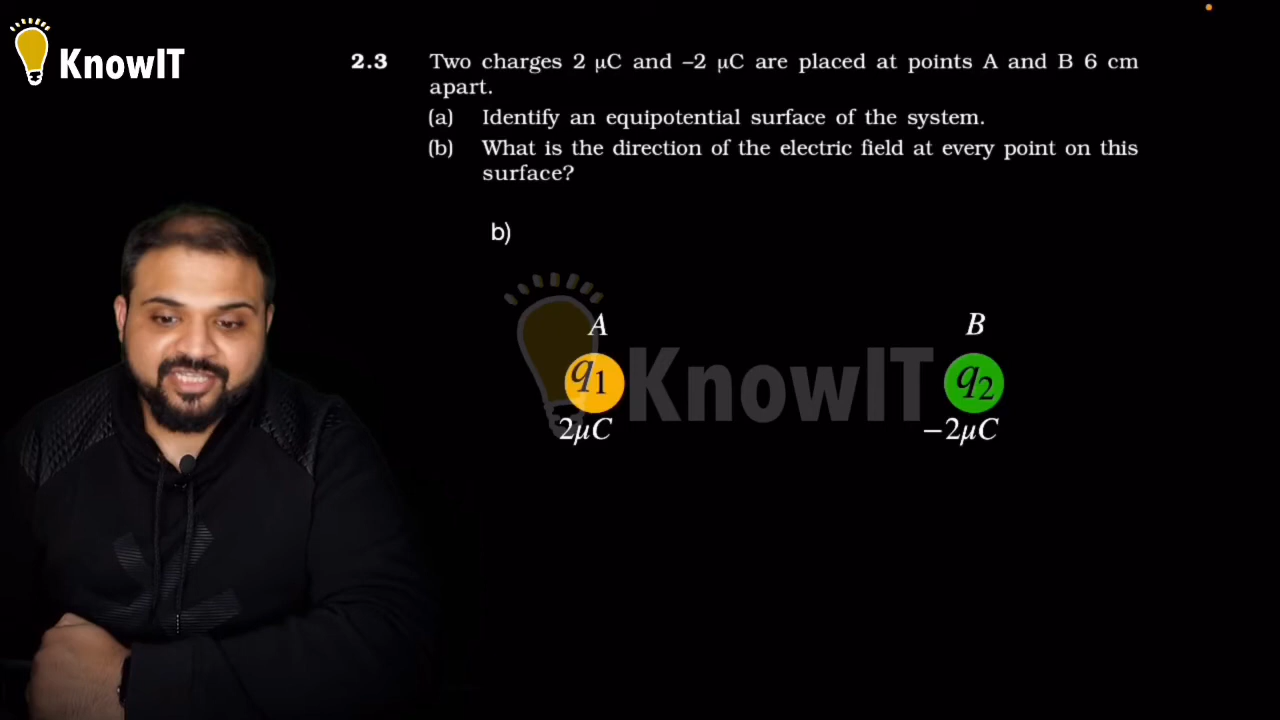 KnowIT
2.3 Two charges 2 μC and –2 μC are placed at points A and B 6 cm
apart.
(a) Identify an equipotential surface of the system.
(b) What is the direction of the electric field at every point on this
surface?
b)
A B
q1 KnowIT q2
2μC −2μC